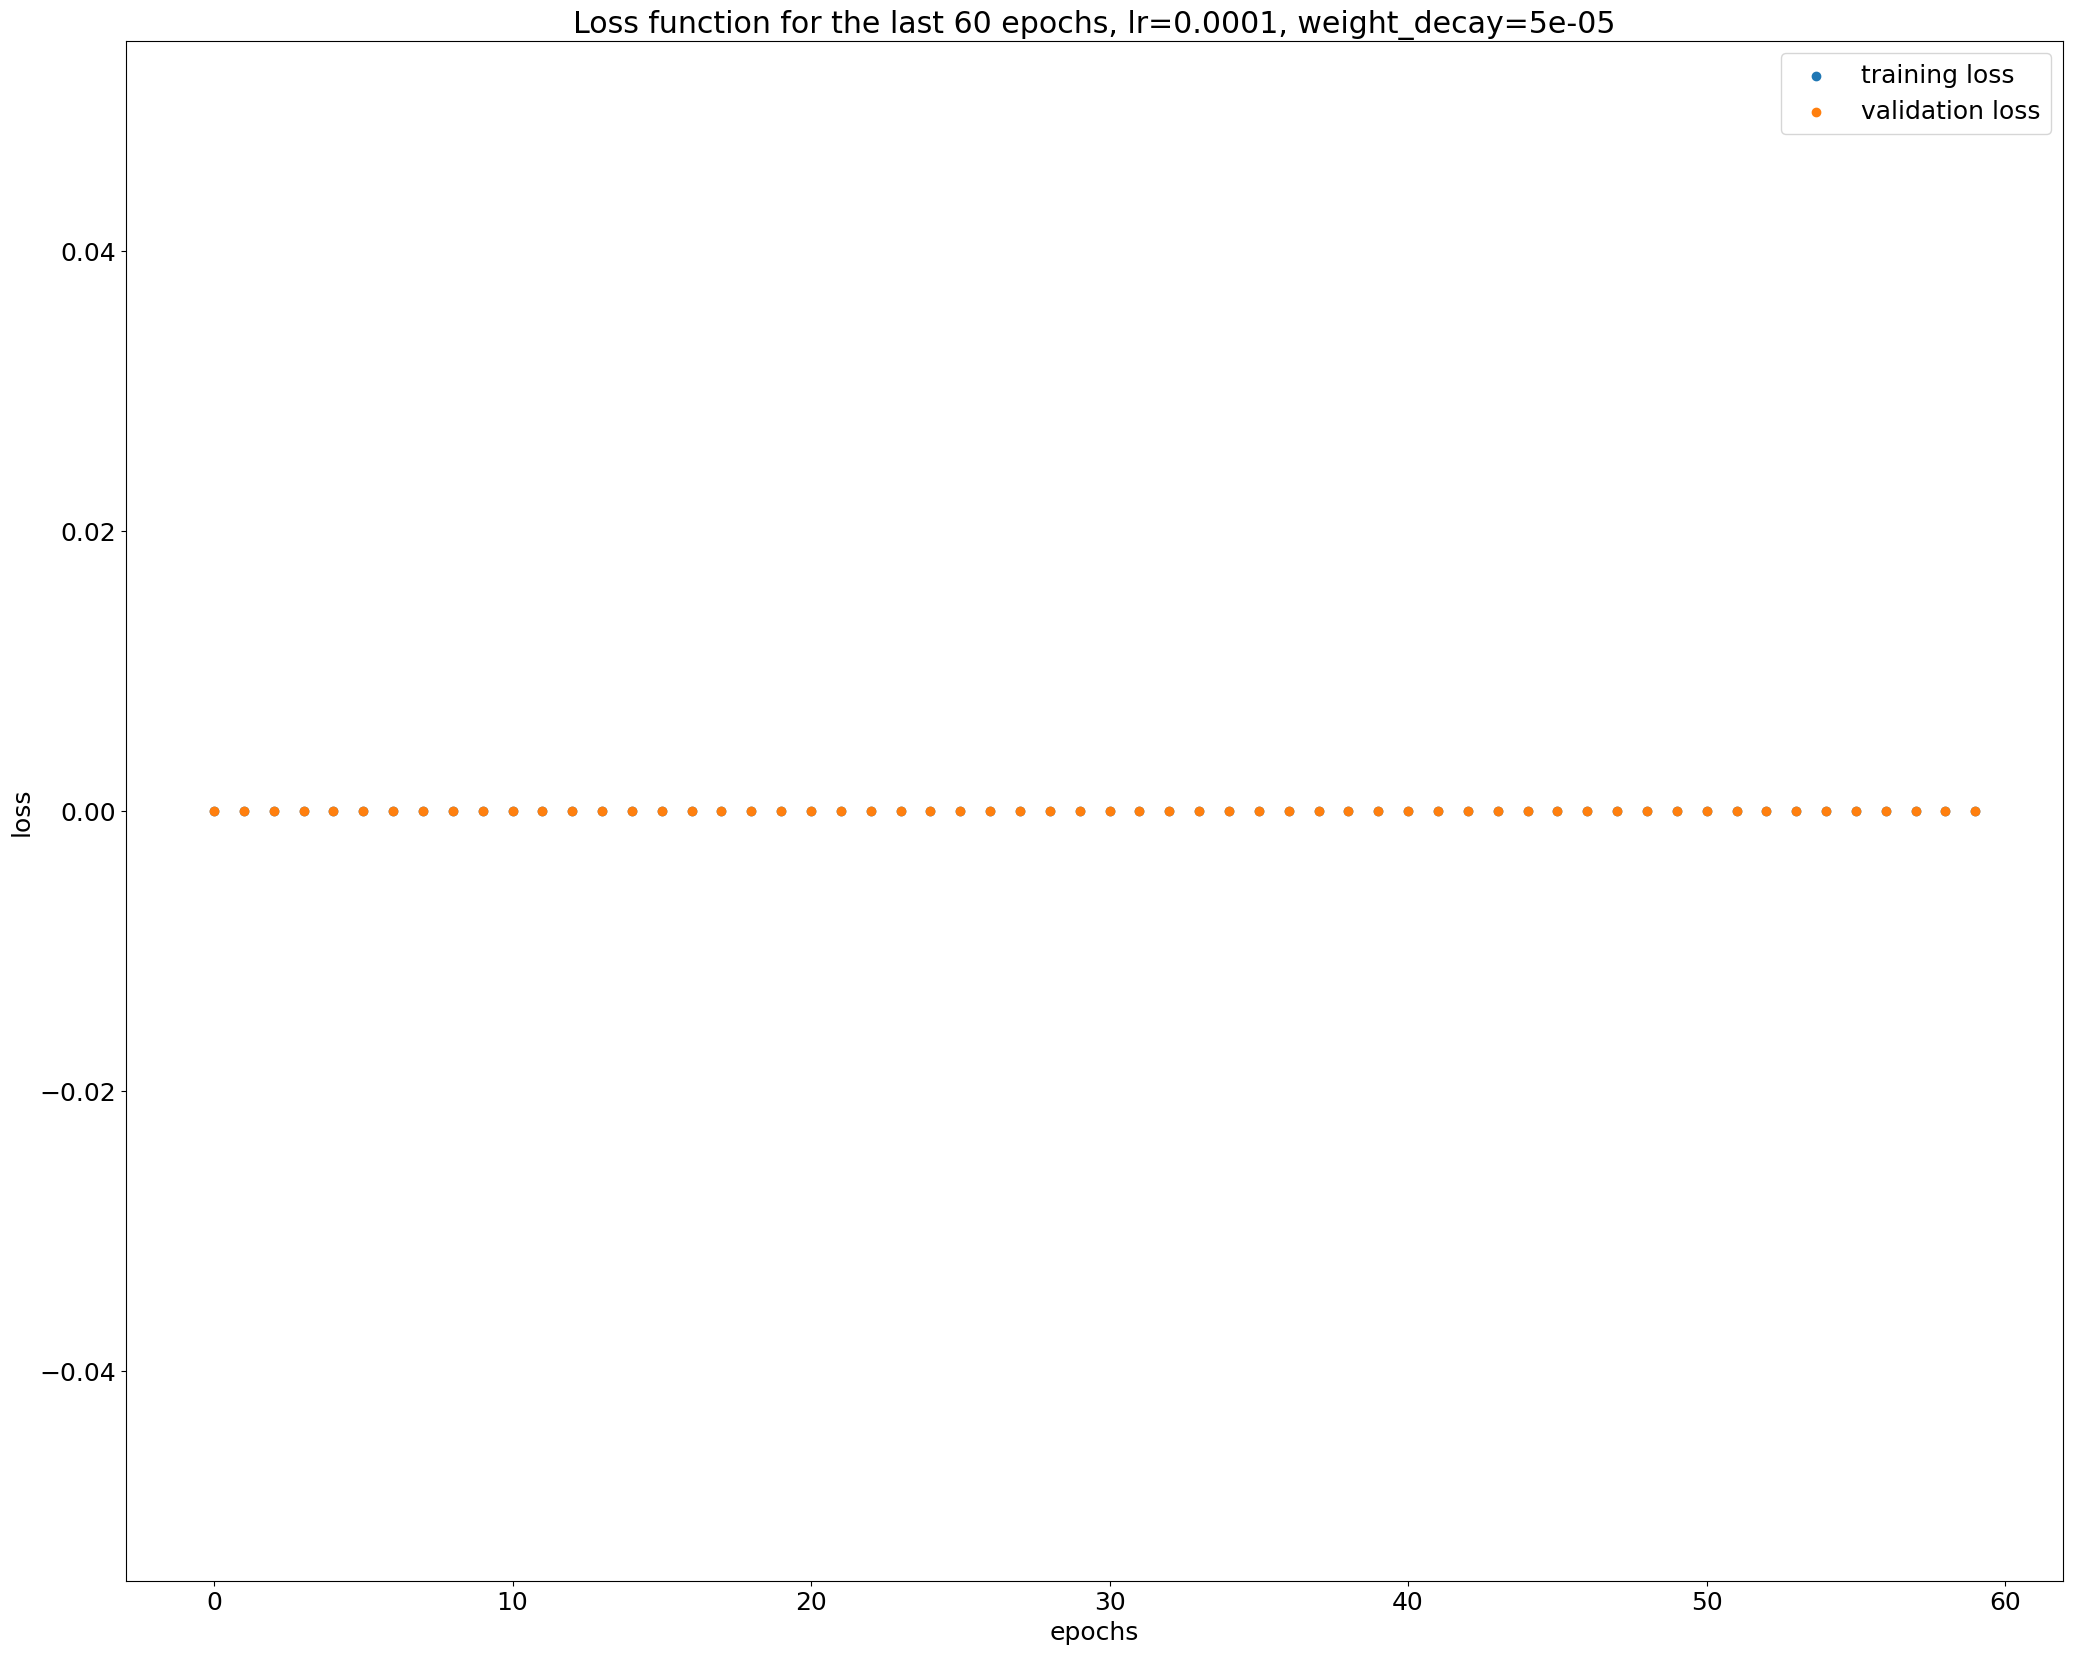 Loss function for the last 60 epochs, lr=0.0001, weight_decay=5e-05
training loss
validation loss
0.04
0.02
0.00
−0.02
−0.04
loss
0 10 20 30 40 50 60
epochs